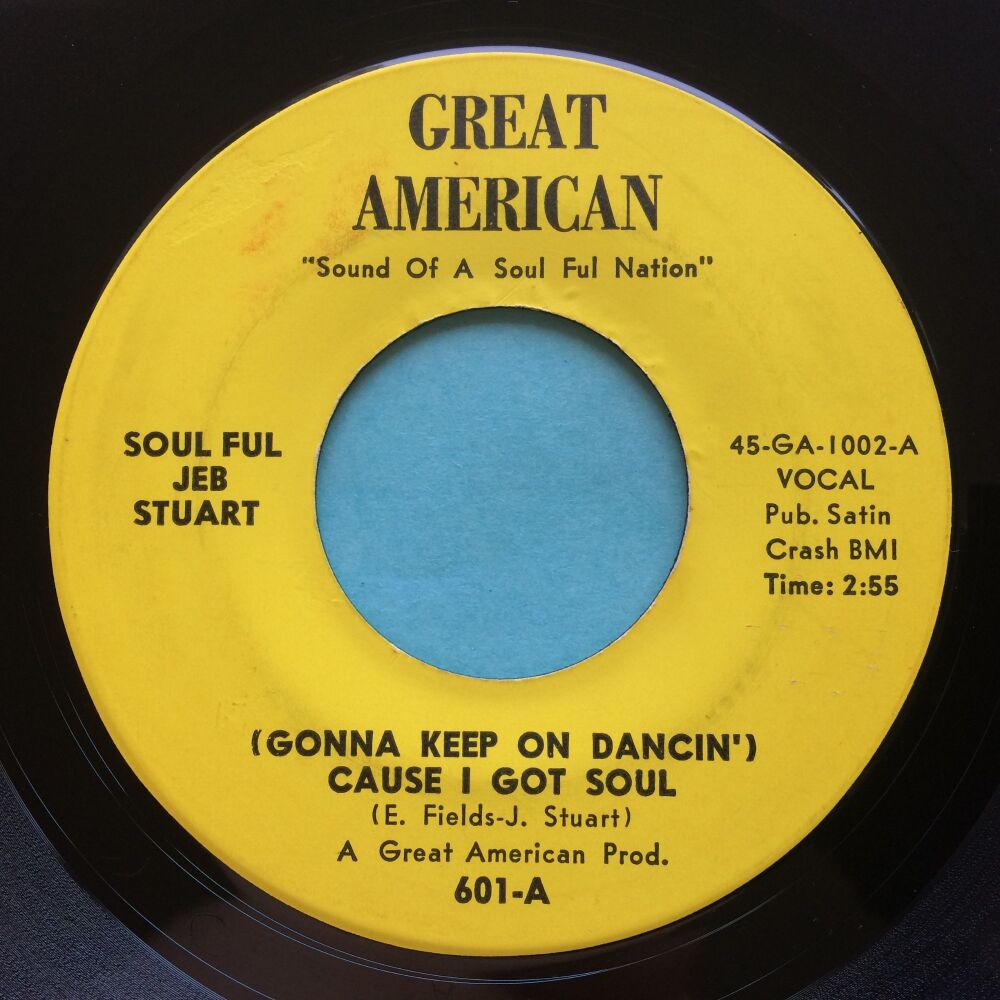 GREAT
AMERICAN
"Sound Of A Soul Ful Nation"
SOUL FUL
JEB
STUART
45-GA-1002-A
VOCAL
Pub. Satin
Crash BMI
Time: 2:55
(GONNA KEEP ON DANCIN')
CAUSE I GOT SOUL
(E. Fields-J. Stuart)
A Great American Prod.
601-A